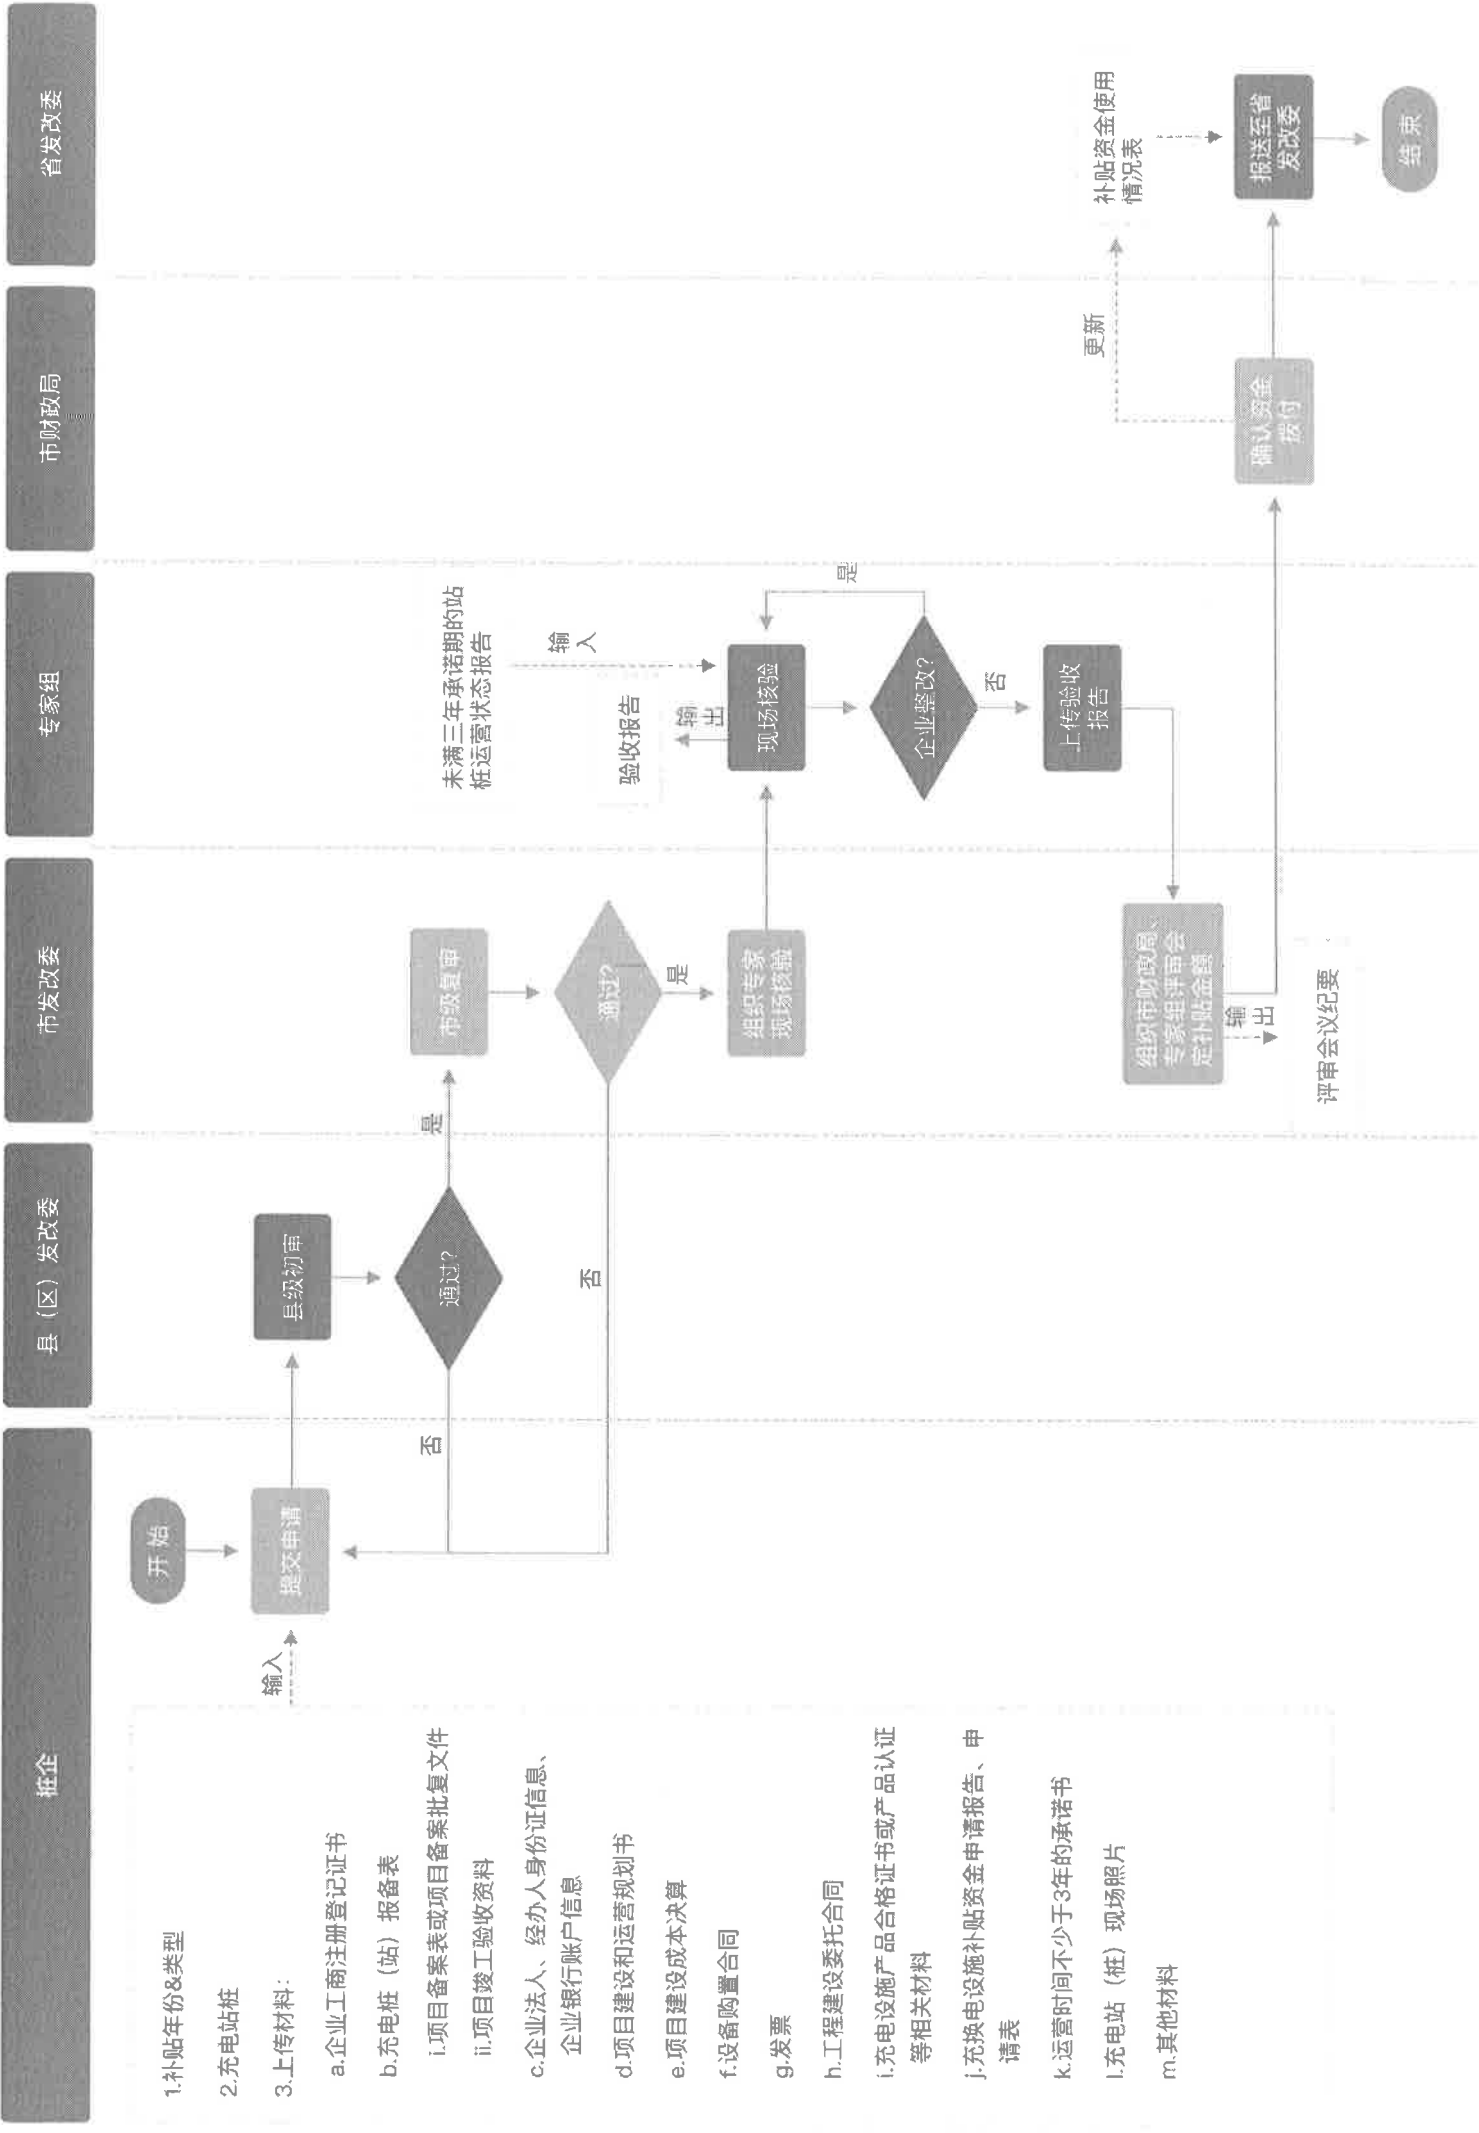 桩企
县（区）发改委
市发改委
专家组
市财政局
省发改委
1.补贴年份&类型
2.充电站桩
3.上传材料：
a.企业工商注册登记证书
b.充电桩（站）报备表
i.项目备案表或项目备案批复文件
ii.项目竣工验收资料
c.企业法人、经办人身份证信息、
企业银行账户信息
d.项目建设和运营规划书
e.项目建设成本决算
f.设备购置合同
g.发票
h.工程建设委托合同
i.充电设施产品合格证书或产品认证
等相关材料
j.充换电设施补贴资金申请报告、申
请表
k.运营时间不少于3年的承诺书
l.充电站（桩）现场照片
m.其他材料
输入
开始
提交申请
否
县级初审
通过？
是
否
市级复审
通过？
是
组织专家
现场核验
未满三年承诺期的站
桩运营状态报告
输
入
验收报告
输
出
现场核验
是
企业整改？
否
上传验收
报告
组织市财政局、
专家组评审会
定补贴金额
输
出
评审会议纪要
确认资金
拨付
更新
补贴资金使用
情况表
报送至省
发改委
结束